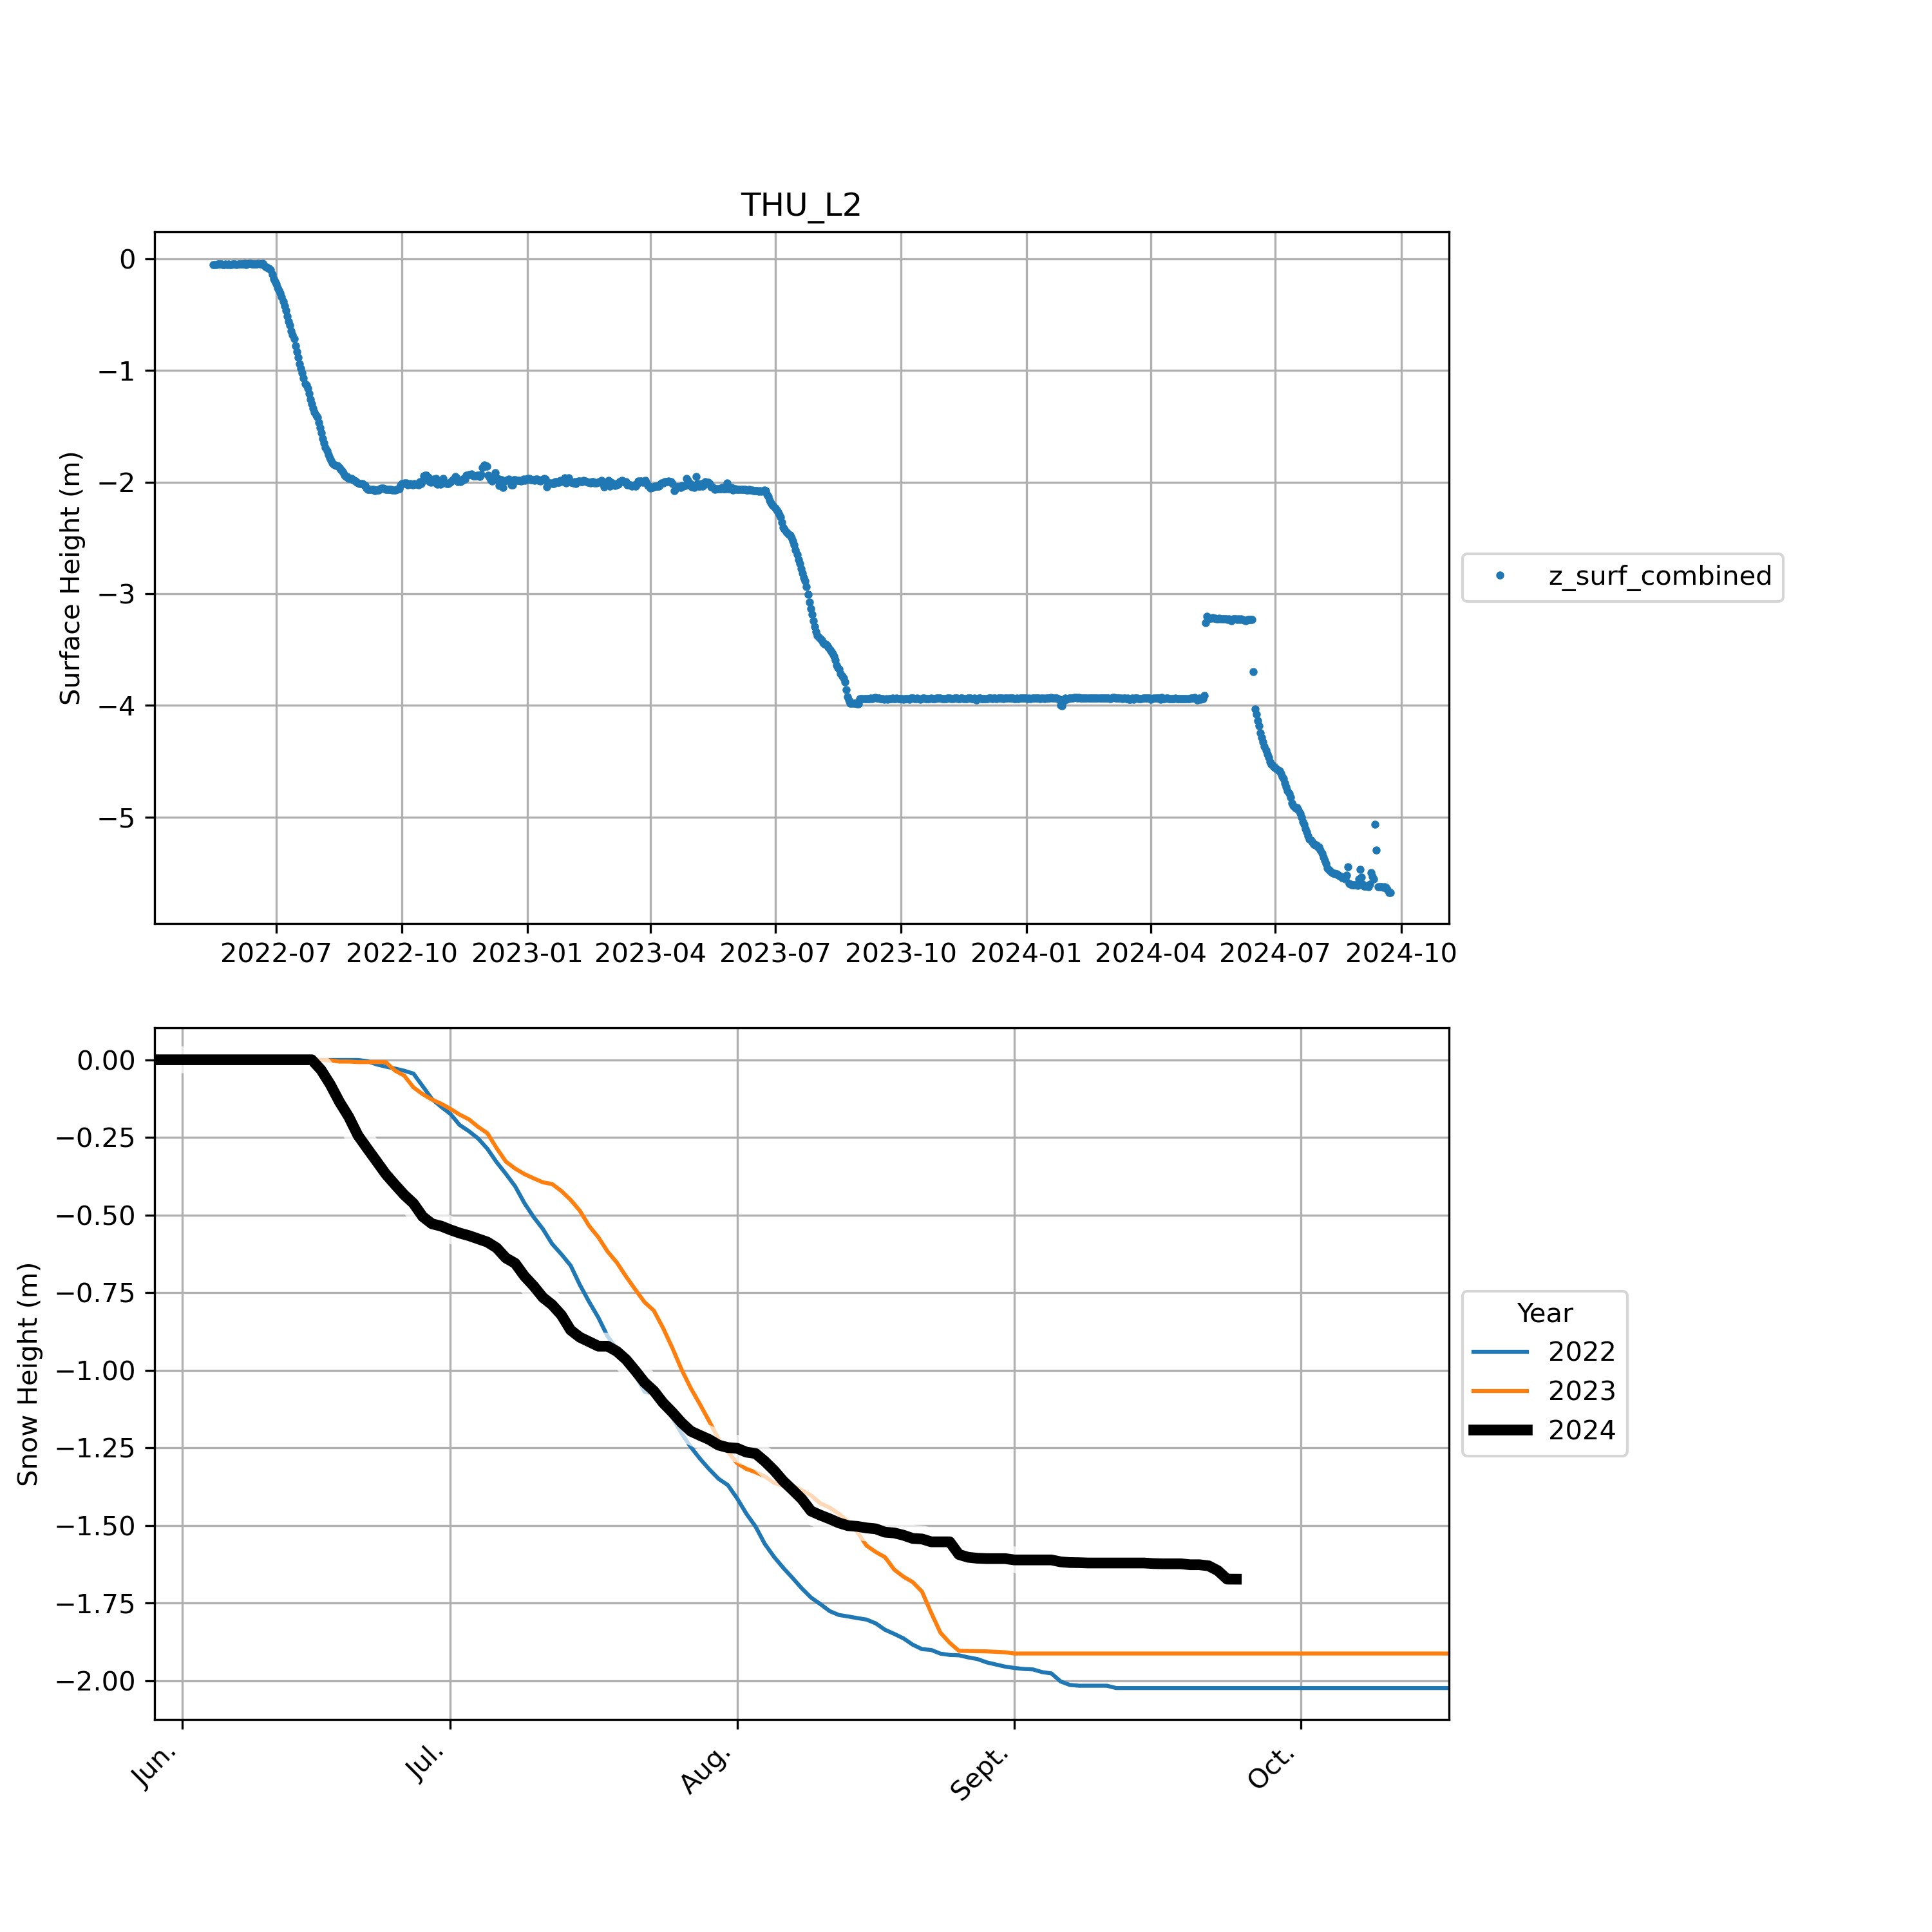 THU_L2
0
−1
−2
−3
−4
−5
Surface Height (m)
2022-07 2022-10 2023-01 2023-04 2023-07 2023-10 2024-01 2024-04 2024-07 2024-10
z_surf_combined
0.00
−0.25
−0.50
−0.75
−1.00
−1.25
−1.50
−1.75
−2.00
Snow Height (m)
Jun. Jul. Aug. Sept. Oct.
Year
2022
2023
2024